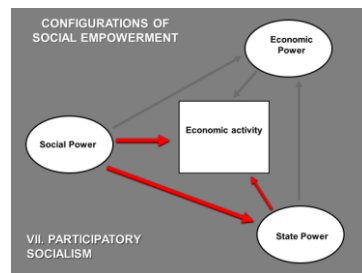 CONFIGURATIONS OF
SOCIAL EMPOWERMENT
Economic
Power
Economic activity
Social Power
State Power
VII. PARTICIPATORY
SOCIALISM